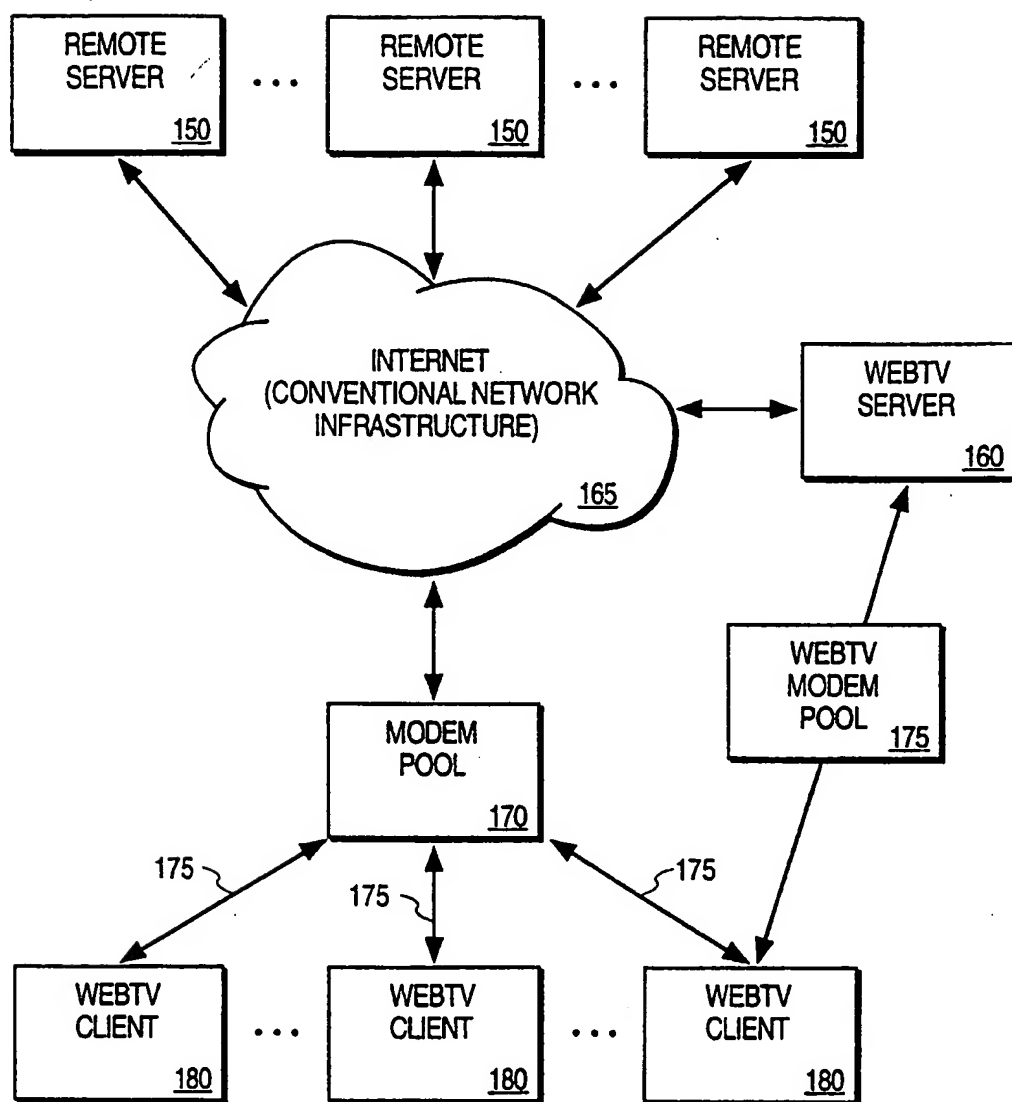 REMOTE
SERVER
150
REMOTE
SERVER
150
REMOTE
SERVER
150
INTERNET
(CONVENTIONAL NETWORK
INFRASTRUCTURE)
165
WEBTV
SERVER
160
WEBTV
MODEM
POOL
175
MODEM
POOL
170
175
175
175
WEBTV
CLIENT
180
WEBTV
CLIENT
180
WEBTV
CLIENT
180